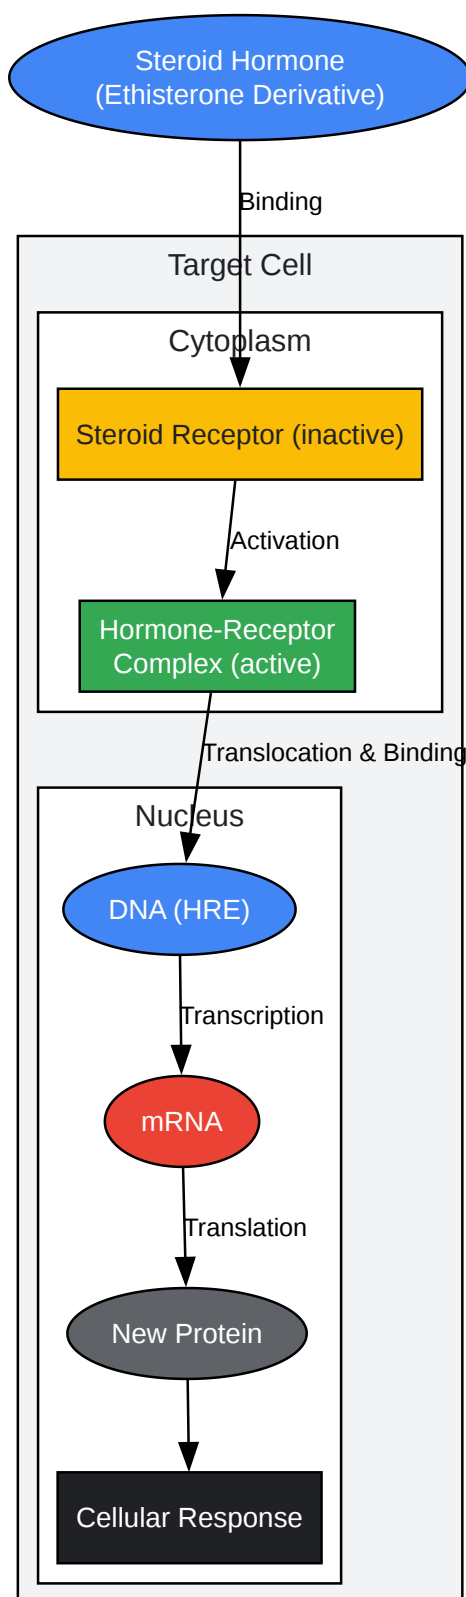 Steroid Hormone
(Ethisterone Derivative)
Binding
Target Cell
Cytoplasm
Steroid Receptor (inactive)
Activation
Hormone-Receptor
Complex (active)
Translocation & Binding
Nucleus
DNA (HRE)
Transcription
mRNA
Translation
New Protein
Cellular Response